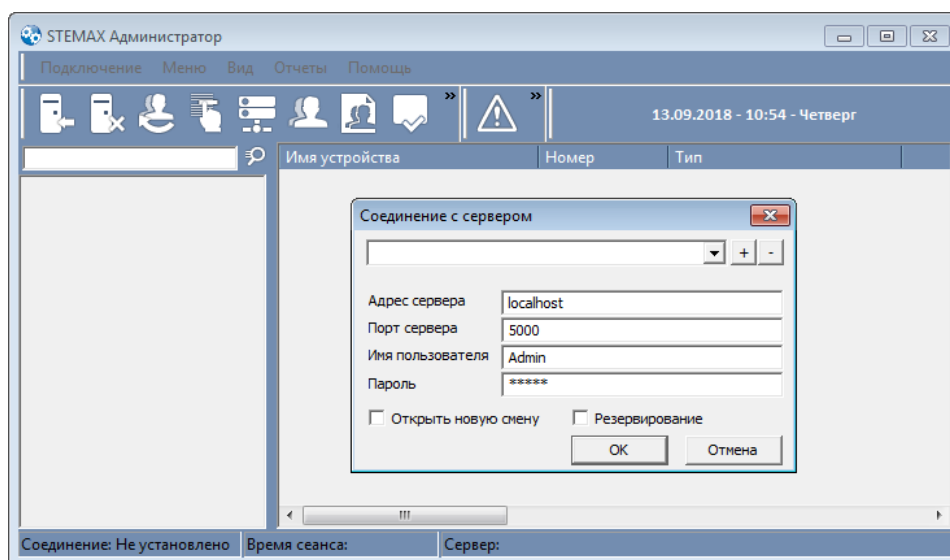 STEMAX Администратор
Подключение Меню Вид Отчеты Помощь
» » 13.09.2018 - 10:54 - Четверг
Имя устройства Номер Тип
Соединение с сервером
+ -
Адрес сервера localhost
Порт сервера 5000
Имя пользователя Admin
Пароль *****
Открыть новую смену Резервирование
OK Отмена
Соединение: Не установлено Время сеанса: Сервер: